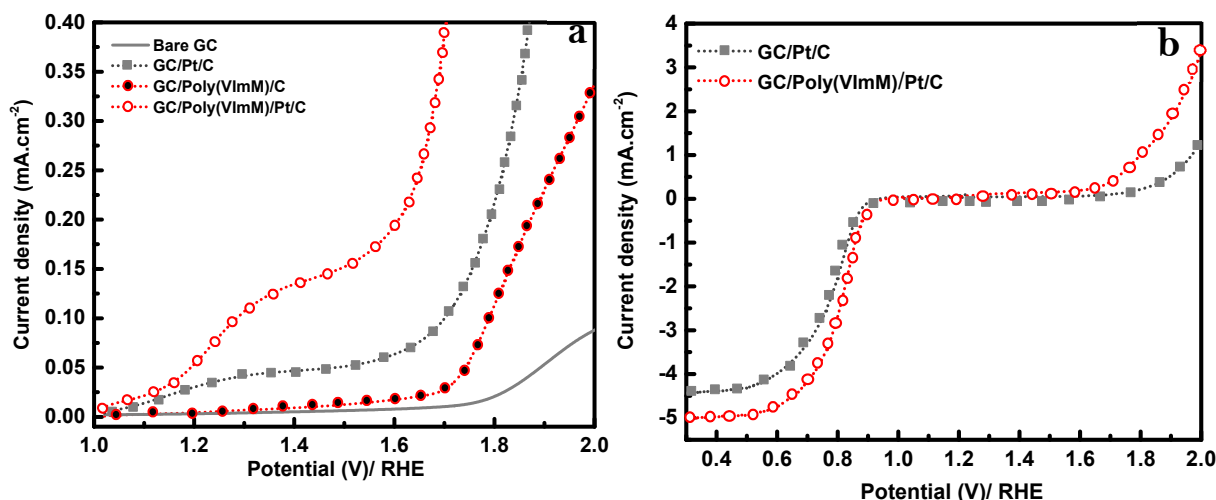 a
Bare GC
GC/Pt/C
GC/Poly(VImM)/C
GC/Poly(VImM)/Pt/C
Current density (mA.cm⁻²)
0.40
0.35
0.30
0.25
0.20
0.15
0.10
0.05
0.00
1.0 1.2 1.4 1.6 1.8 2.0
Potential (V)/ RHE
b
GC/Pt/C
GC/Poly(VImM)/Pt/C
Current density (mA.cm⁻²)
4
3
2
1
0
-1
-2
-3
-4
-5
0.4 0.6 0.8 1.0 1.2 1.4 1.6 1.8 2.0
Potential (V)/ RHE